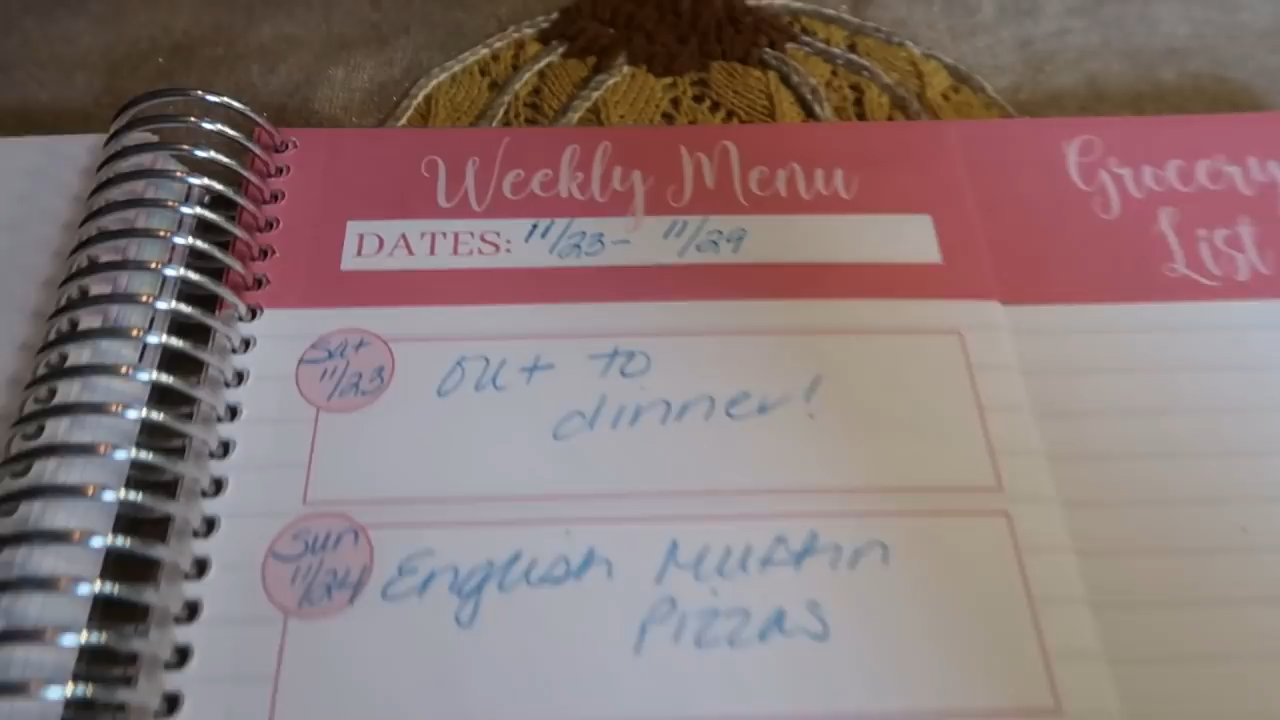 Weekly Menu
DATES: 11/23 - 11/29
Sat
11/23
out to
dinner!
Sun
11/24
English Muffin
Pizzas
Grocery
List